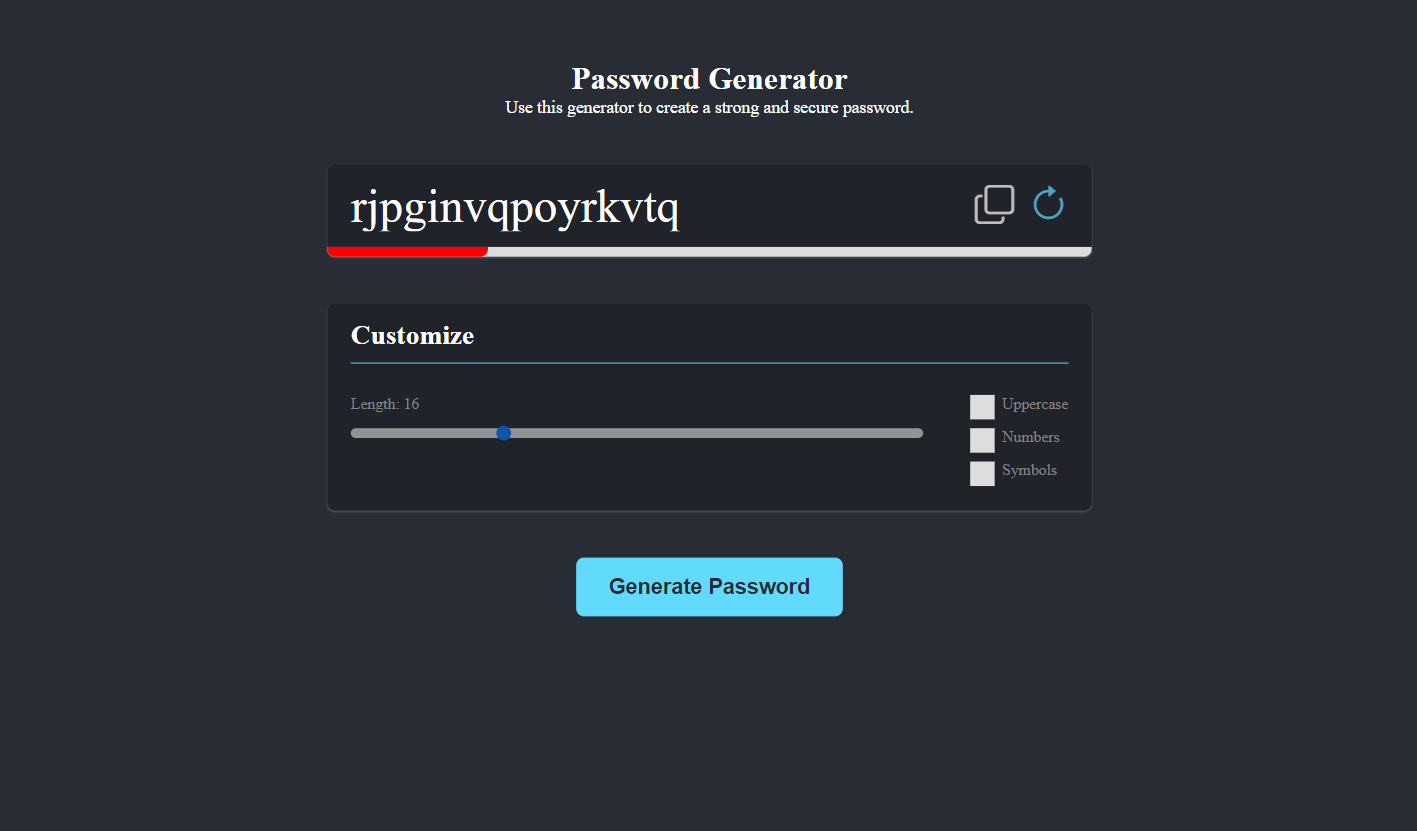 Password Generator
Use this generator to create a strong and secure password.
rjpginvqpoyrkvtq
Customize
Length: 16
Uppercase
Numbers
Symbols
Generate Password